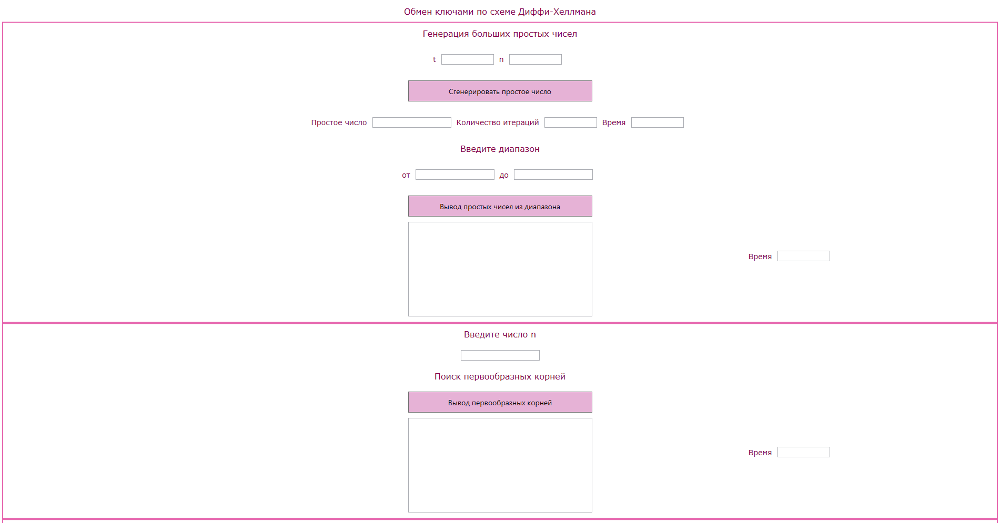 Обмен ключами по схеме Диффи-Хеллмана
Генерация больших простых чисел
t n
Сгенерировать простое число
Простое число Количество итераций Время
Введите диапазон
от до
Вывод простых чисел из диапазона
Время
Введите число n
Поиск первообразных корней
Вывод первообразных корней
Время